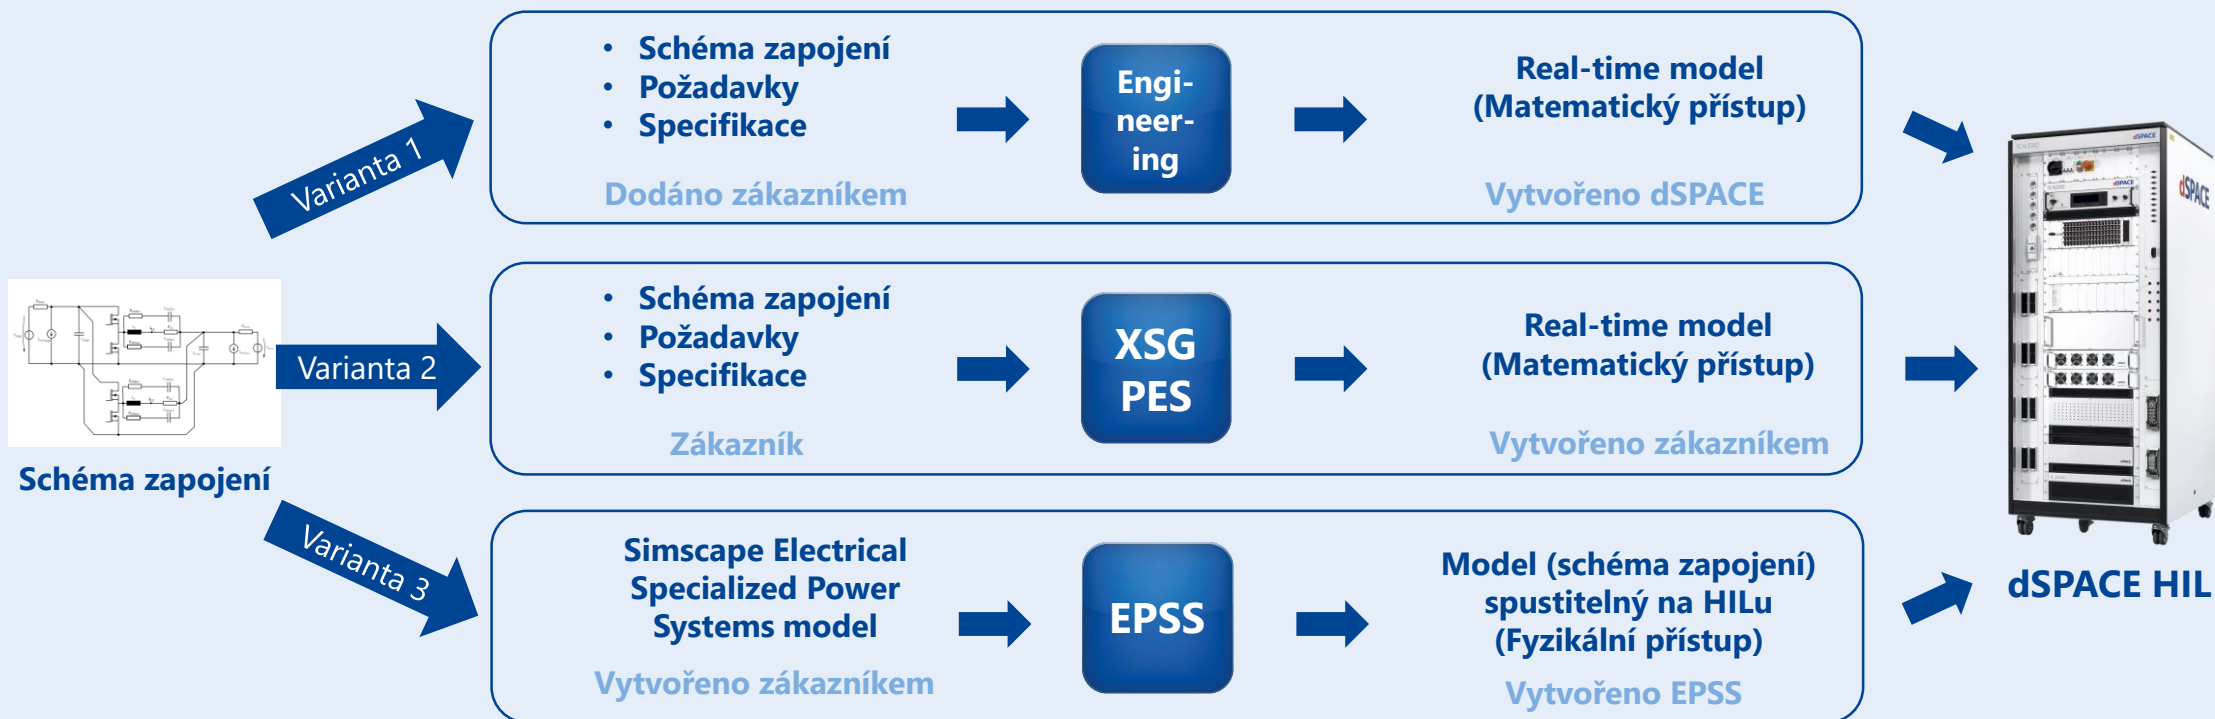 Varianta 1
• Schéma zapojení
• Požadavky
• Specifikace
Dodáno zákazníkem
Engi-
neer-
ing
Real-time model
(Matematický přístup)
Vytvořeno dSPACE
Schéma zapojení
Varianta 2
• Schéma zapojení
• Požadavky
• Specifikace
Zákazník
XSG
PES
Real-time model
(Matematický přístup)
Vytvořeno zákazníkem
Varianta 3
Simscape Electrical
Specialized Power
Systems model
Vytvořeno zákazníkem
EPSS
Model (schéma zapojení)
spustitelný na HILu
(Fyzikální přístup)
Vytvořeno EPSS
dSPACE
dSPACE
dSPACE
dSPACE HIL